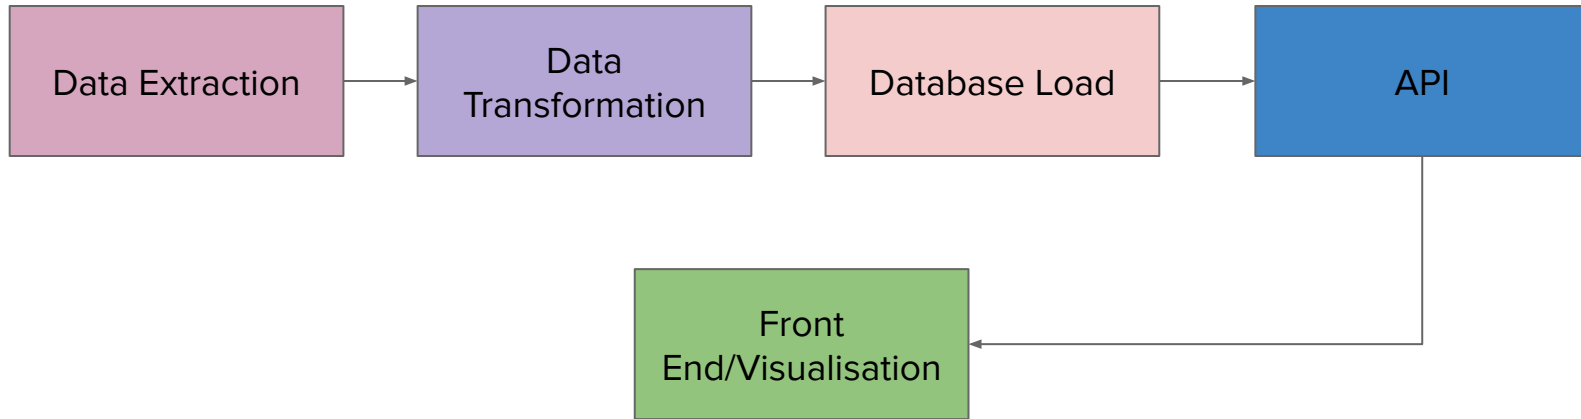 Data Extraction
Data
Transformation
Database Load
API
Front
End/Visualisation